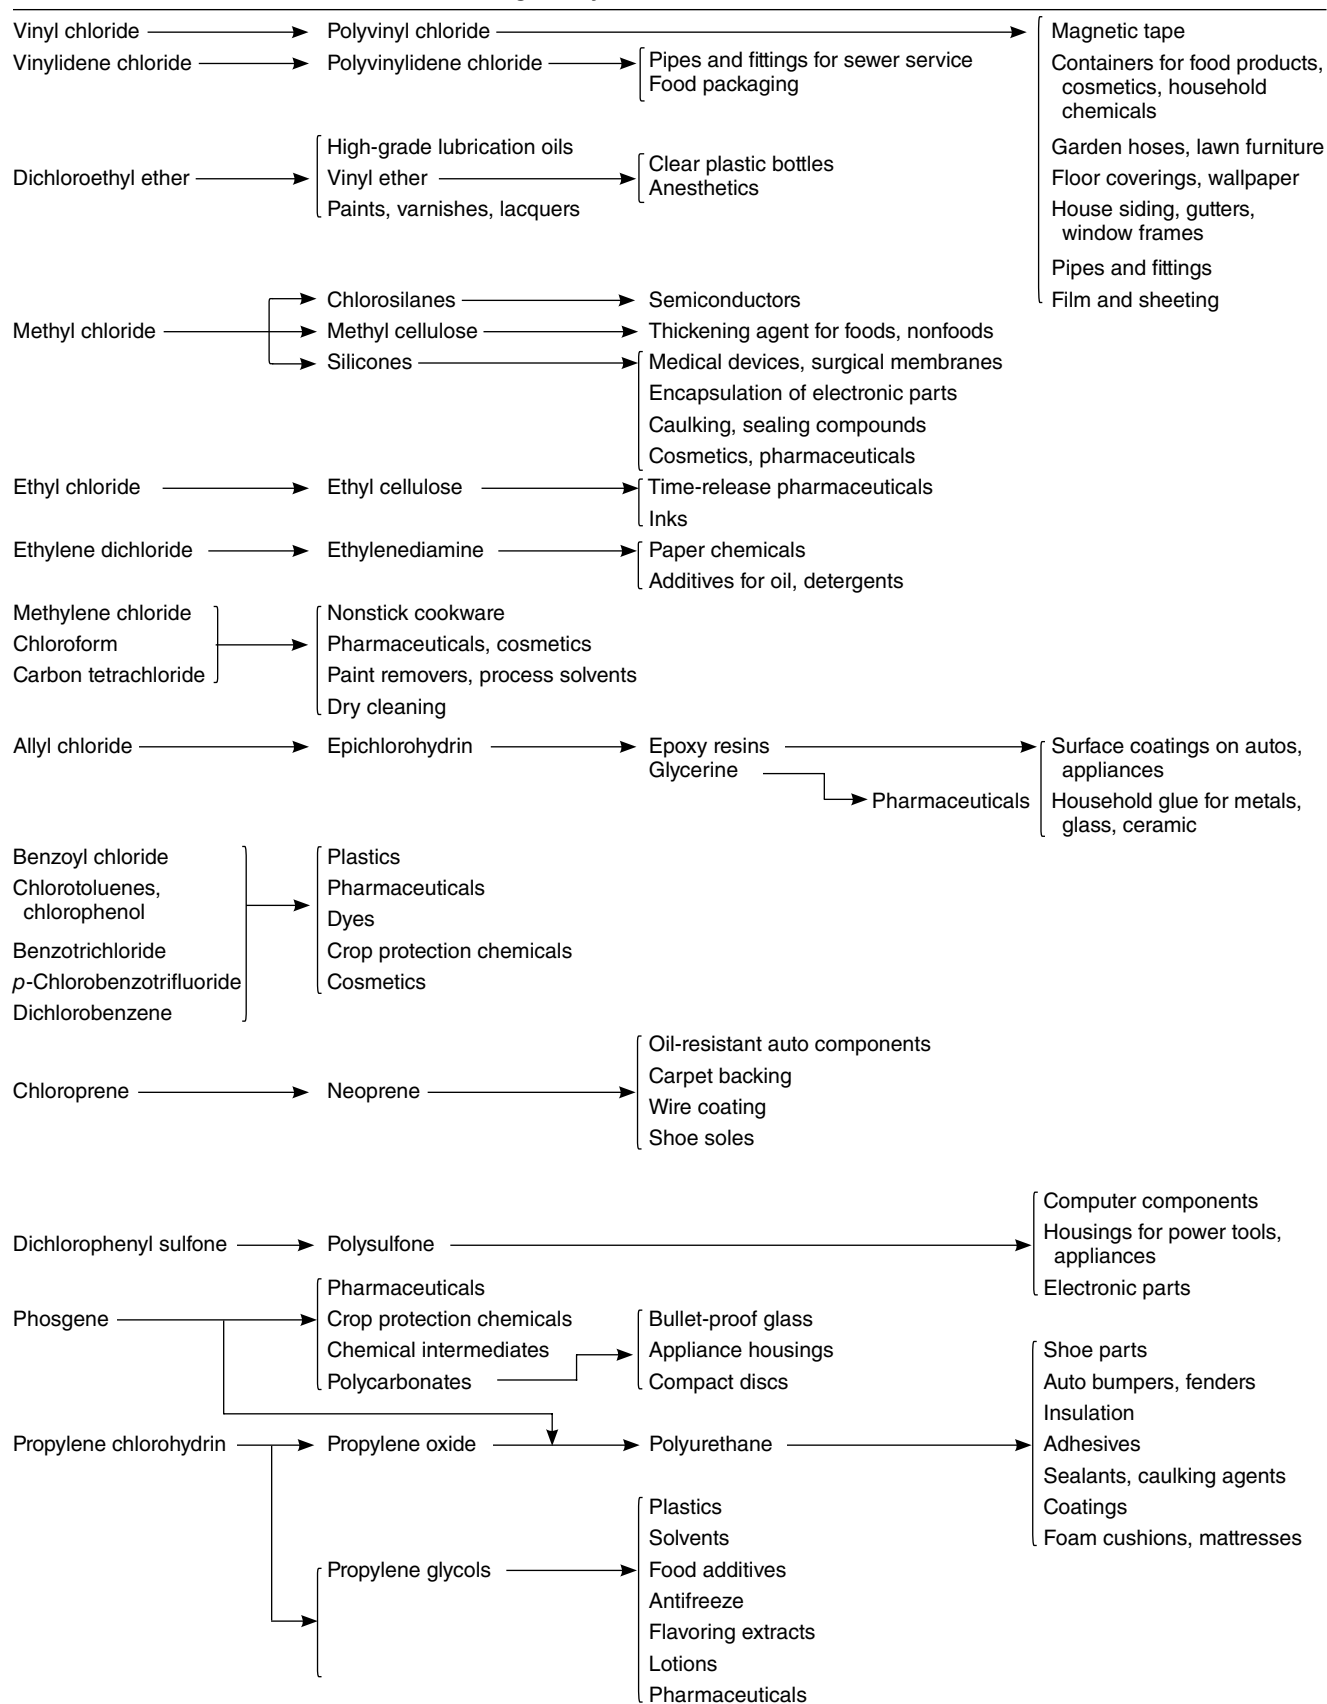 Vinyl chloride
Polyvinyl chloride
Magnetic tape
Vinylidene chloride
Polyvinylidene chloride
Pipes and fittings for sewer service
Food packaging
Containers for food products,
cosmetics, household
chemicals
Garden hoses, lawn furniture
Floor coverings, wallpaper
House siding, gutters,
window frames
Pipes and fittings
Film and sheeting
Dichloroethyl ether
High-grade lubrication oils
Vinyl ether
Paints, varnishes, lacquers
Clear plastic bottles
Anesthetics
Methyl chloride
Chlorosilanes
Semiconductors
Methyl cellulose
Thickening agent for foods, nonfoods
Silicones
Medical devices, surgical membranes
Encapsulation of electronic parts
Caulking, sealing compounds
Cosmetics, pharmaceuticals
Ethyl chloride
Ethyl cellulose
Time-release pharmaceuticals
Inks
Ethylene dichloride
Ethylenediamine
Paper chemicals
Additives for oil, detergents
Methylene chloride
Chloroform
Carbon tetrachloride
Nonstick cookware
Pharmaceuticals, cosmetics
Paint removers, process solvents
Dry cleaning
Allyl chloride
Epichlorohydrin
Epoxy resins
Glycerine
Pharmaceuticals
Surface coatings on autos,
appliances
Household glue for metals,
glass, ceramic
Benzoyl chloride
Chlorotoluenes,
chlorophenol
Benzotrichloride
p-Chlorobenzotrifluoride
Dichlorobenzene
Plastics
Pharmaceuticals
Dyes
Crop protection chemicals
Cosmetics
Chloroprene
Neoprene
Oil-resistant auto components
Carpet backing
Wire coating
Shoe soles
Dichlorophenyl sulfone
Polysulfone
Computer components
Housings for power tools,
appliances
Electronic parts
Phosgene
Pharmaceuticals
Crop protection chemicals
Chemical intermediates
Polycarbonates
Bullet-proof glass
Appliance housings
Compact discs
Propylene chlorohydrin
Propylene oxide
Polyurethane
Shoe parts
Auto bumpers, fenders
Insulation
Adhesives
Sealants, caulking agents
Coatings
Foam cushions, mattresses
Propylene glycols
Plastics
Solvents
Food additives
Antifreeze
Flavoring extracts
Lotions
Pharmaceuticals